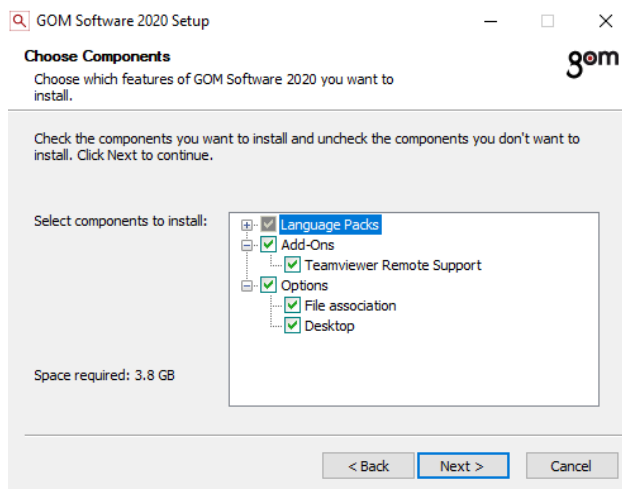 GOM Software 2020 Setup
Choose Components
Choose which features of GOM Software 2020 you want to
install.
gom
Check the components you want to install and uncheck the components you don't want to
install. Click Next to continue.
Select components to install:
Language Packs
Add-Ons
Teamviewer Remote Support
Options
File association
Desktop
Space required: 3.8 GB
< Back
Next >
Cancel